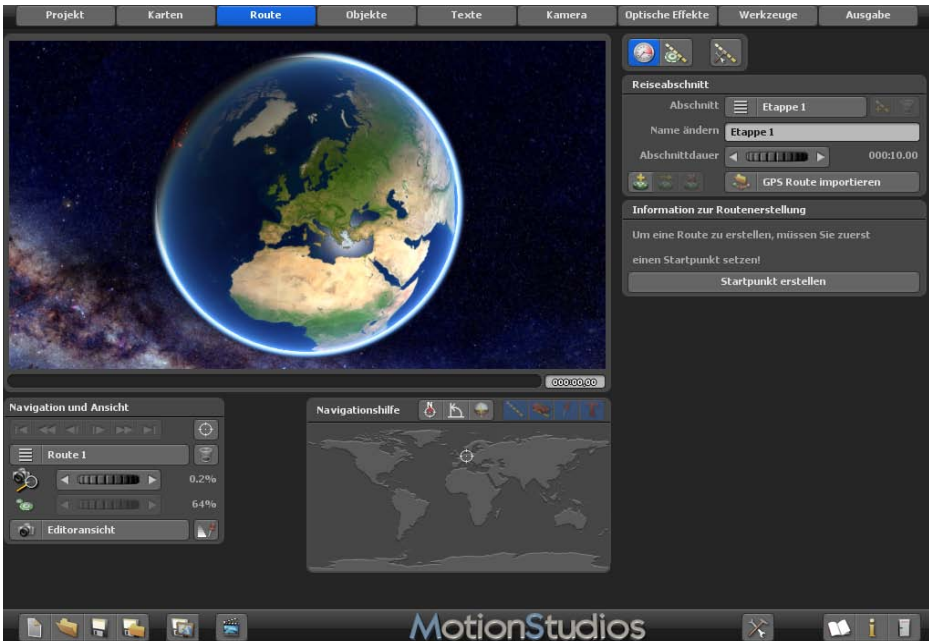 Projekt Karten Route Objekte Texte Kamera Optische Effekte Werkzeuge Ausgabe
Reiseabschnitt
Abschnitt Etappe 1
Name ändern Etappe 1
Abschnittdauer 000:10.00
GPS Route importieren
Information zur Routenerstellung
Um eine Route zu erstellen, müssen Sie zuerst
einen Startpunkt setzen!
Startpunkt erstellen
000:00.00
Navigation und Ansicht
Route 1
0.2%
64%
Editoransicht
Navigationshilfe
MotionStudios